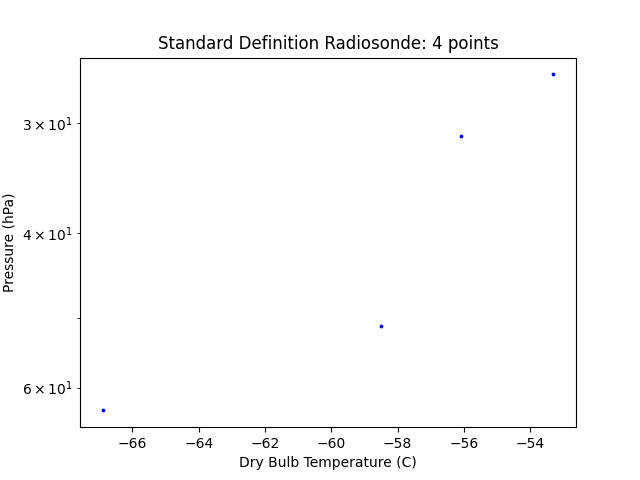 Standard Definition Radiosonde: 4 points
Pressure (hPa)
3 × 10¹
4 × 10¹
6 × 10¹
−66 −64 −62 −60 −58 −56 −54
Dry Bulb Temperature (C)